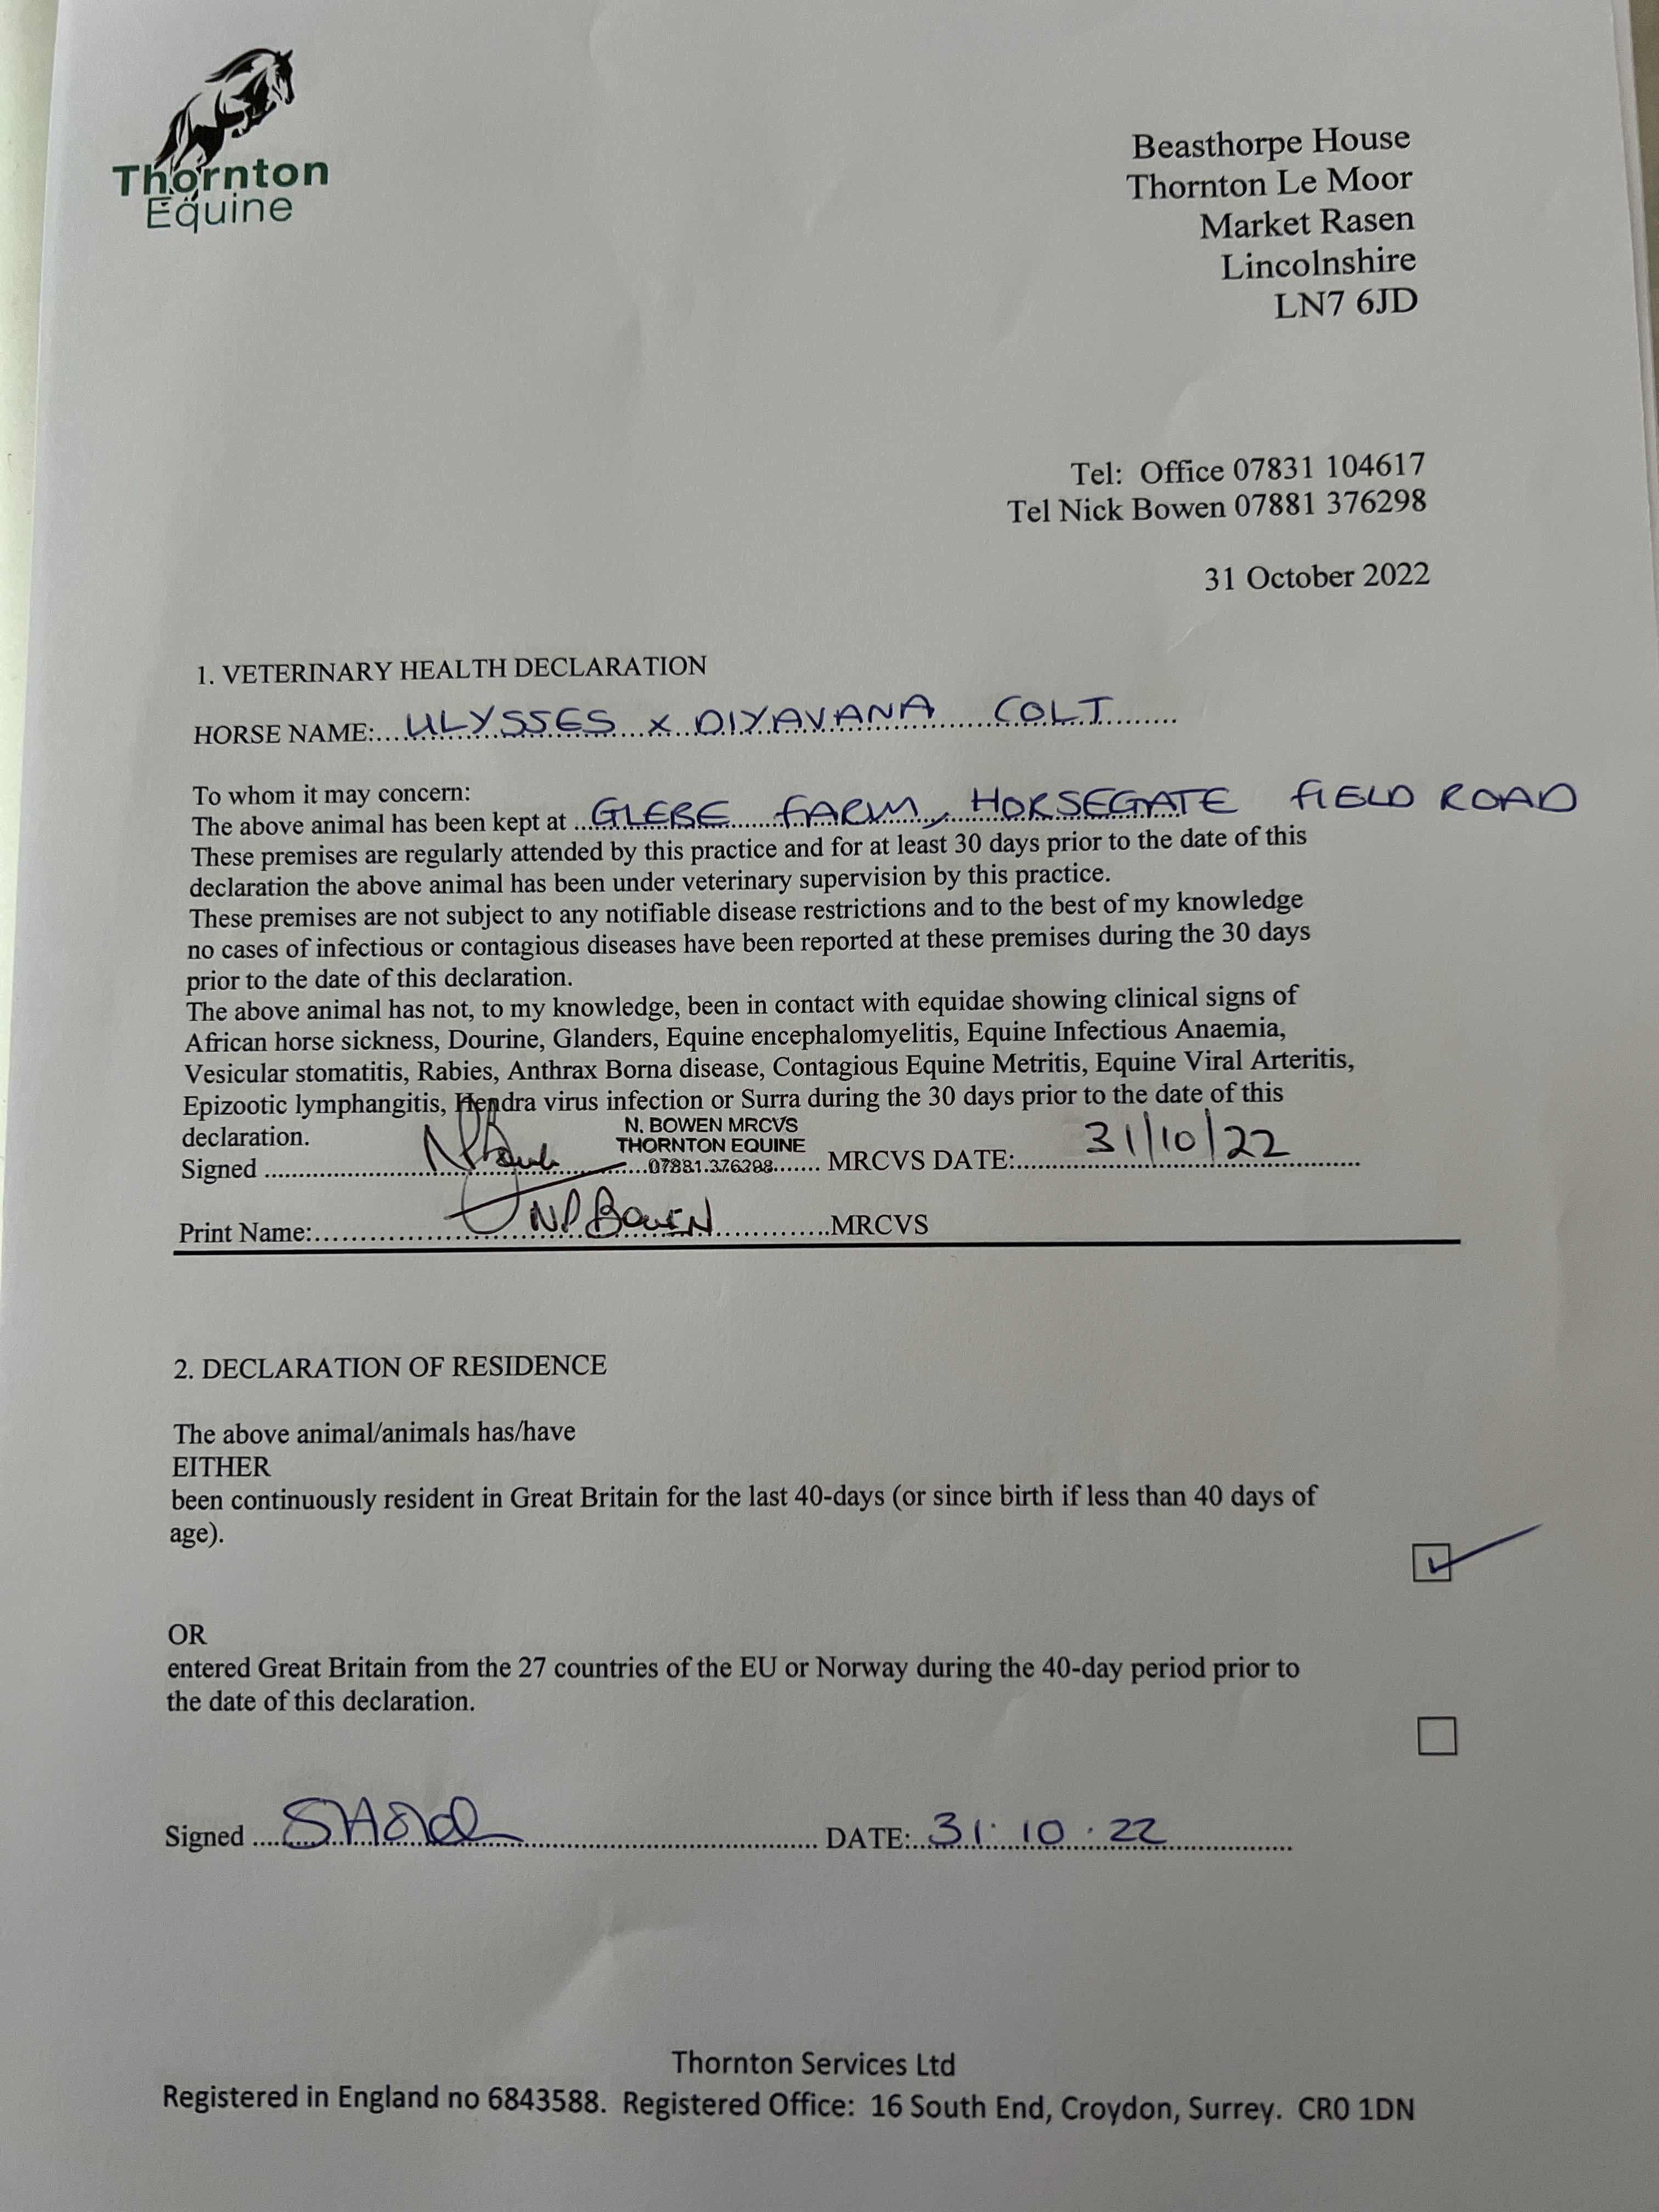 Thornton
Equine
Beasthorpe House
Thornton Le Moor
Market Rasen
Lincolnshire
LN7 6JD
Tel: Office 07831 104617
Tel Nick Bowen 07881 376298
31 October 2022
1. VETERINARY HEALTH DECLARATION
HORSE NAME:....ULYSSES x DIYAVANA COLT........
To whom it may concern:
The above animal has been kept at ..GLEBE FARM, HORSEGATE FIELD ROAD
These premises are regularly attended by this practice and for at least 30 days prior to the date of this
declaration the above animal has been under veterinary supervision by this practice.
These premises are not subject to any notifiable disease restrictions and to the best of my knowledge
no cases of infectious or contagious diseases have been reported at these premises during the 30 days
prior to the date of this declaration.
The above animal has not, to my knowledge, been in contact with equidae showing clinical signs of
African horse sickness, Dourine, Glanders, Equine encephalomyelitis, Equine Infectious Anaemia,
Vesicular stomatitis, Rabies, Anthrax Borna disease, Contagious Equine Metritis, Equine Viral Arteritis,
Epizootic lymphangitis, Hendra virus infection or Surra during the 30 days prior to the date of this
declaration.
N. BOWEN MRCVS
THORNTON EQUINE
Signed ........ 07881.376298....... MRCVS DATE:........31/10/22........
Print Name:........NP BOWEN............MRCVS
2. DECLARATION OF RESIDENCE
The above animal/animals has/have
EITHER
been continuously resident in Great Britain for the last 40-days (or since birth if less than 40 days of
age).
OR
entered Great Britain from the 27 countries of the EU or Norway during the 40-day period prior to
the date of this declaration.
Signed ........ DATE:..31.10.22........
Thornton Services Ltd
Registered in England no 6843588. Registered Office: 16 South End, Croydon, Surrey. CR0 1DN